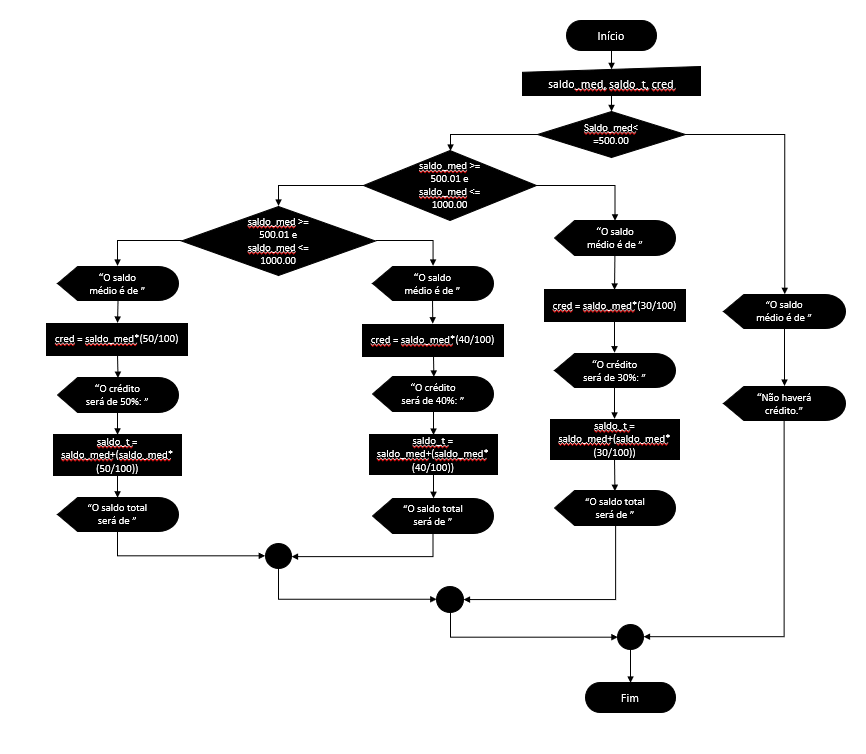 Início
saldo_med, saldo_t, cred
Saldo_med<
=500.00
saldo_med >=
500.01 e
saldo_med <=
1000.00
saldo_med >=
500.01 e
saldo_med <=
1000.00
“O saldo
médio é de ”
cred = saldo_med*(50/100)
“O crédito
será de 50%: ”
saldo_t =
saldo_med+(saldo_med*
(50/100))
“O saldo total
será de ”
“O saldo
médio é de ”
cred = saldo_med*(40/100)
“O crédito
será de 40%: ”
saldo_t =
saldo_med+(saldo_med*
(40/100))
“O saldo total
será de ”
“O saldo
médio é de ”
cred = saldo_med*(30/100)
“O crédito
será de 30%: ”
saldo_t =
saldo_med+(saldo_med*
(30/100))
“O saldo total
será de ”
“O saldo
médio é de ”
“Não haverá
crédito.”
Fim